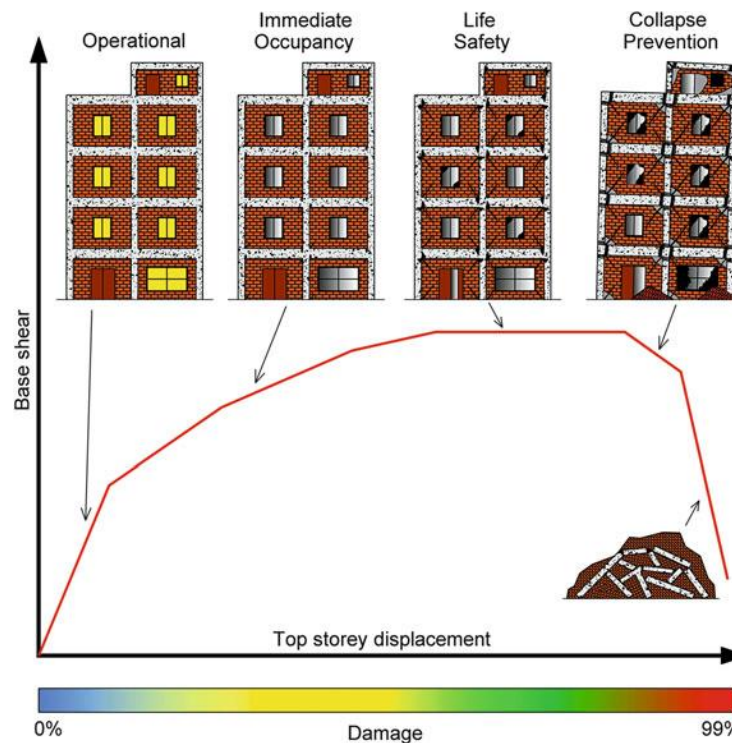 Operational
Immediate
Occupancy
Life
Safety
Collapse
Prevention
Base shear
Top storey displacement
0%
99%
Damage